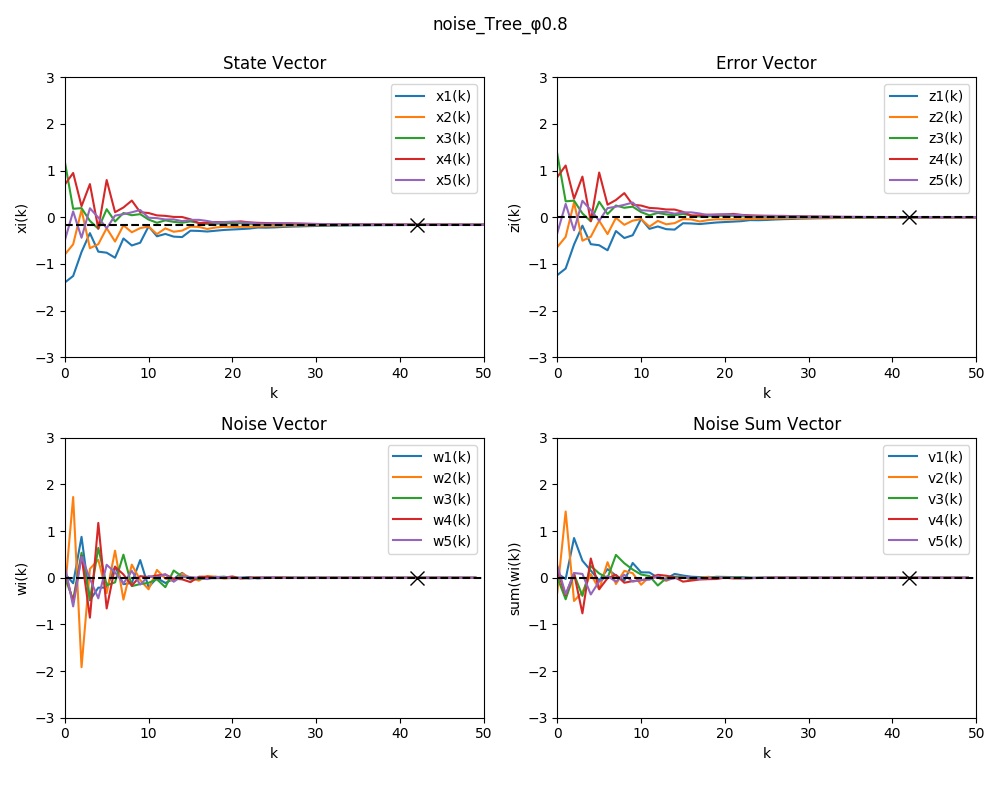 noise_Tree_φ0.8
State Vector
3
2
1
0
−1
−2
−3
xi(k)
0
10
20
30
40
50
k
x1(k)
x2(k)
x3(k)
x4(k)
x5(k)
Error Vector
3
2
1
0
−1
−2
−3
zi(k)
0
10
20
30
40
50
k
z1(k)
z2(k)
z3(k)
z4(k)
z5(k)
Noise Vector
3
2
1
0
−1
−2
−3
wi(k)
0
10
20
30
40
50
k
w1(k)
w2(k)
w3(k)
w4(k)
w5(k)
Noise Sum Vector
3
2
1
0
−1
−2
−3
sum(wi(k))
0
10
20
30
40
50
k
v1(k)
v2(k)
v3(k)
v4(k)
v5(k)